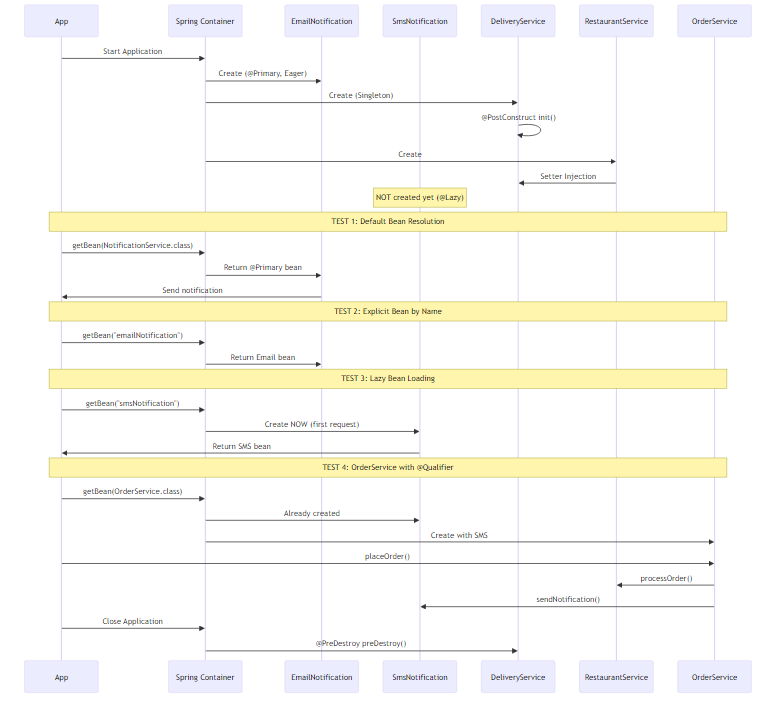 App
Spring Container
EmailNotification
SmsNotification
DeliveryService
RestaurantService
OrderService
Start Application
Create (@Primary, Eager)
Create (Singleton)
@PostConstruct init()
Create
Setter Injection
NOT created yet (@Lazy)
TEST 1: Default Bean Resolution
getBean(NotificationService.class)
Return @Primary bean
Send notification
TEST 2: Explicit Bean by Name
getBean("emailNotification")
Return Email bean
TEST 3: Lazy Bean Loading
getBean("smsNotification")
Create NOW (first request)
Return SMS bean
TEST 4: OrderService with @Qualifier
getBean(OrderService.class)
Already created
Create with SMS
placeOrder()
processOrder()
sendNotification()
Close Application
@PreDestroy preDestroy()
App
Spring Container
EmailNotification
SmsNotification
DeliveryService
RestaurantService
OrderService